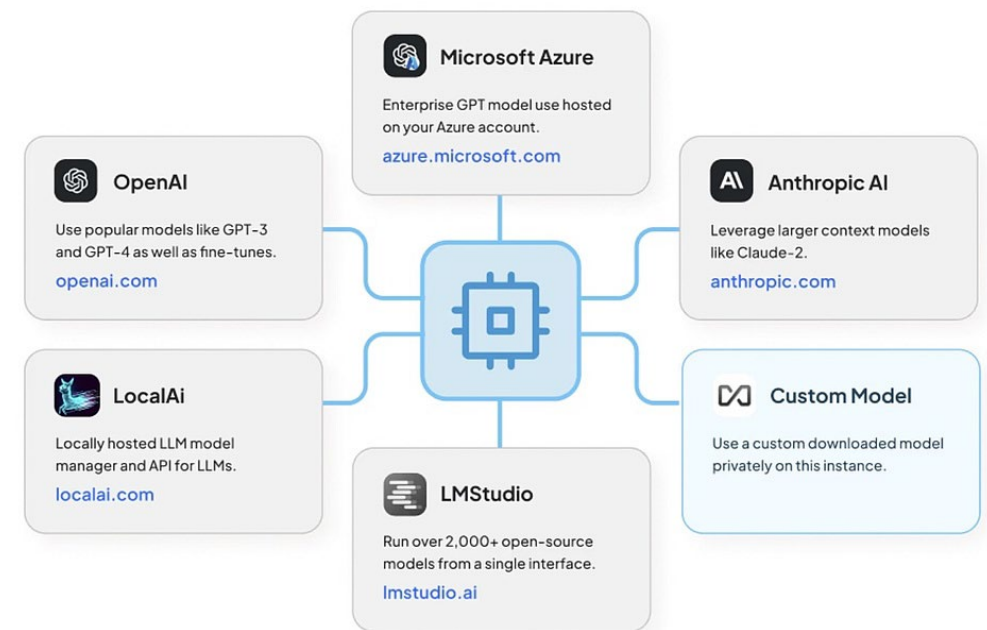 Microsoft Azure
Enterprise GPT model use hosted
on your Azure account.
azure.microsoft.com
OpenAI
Use popular models like GPT-3
and GPT-4 as well as fine-tunes.
openai.com
Anthropic AI
Leverage larger context models
like Claude-2.
anthropic.com
LocalAi
Locally hosted LLM model
manager and API for LLMs.
localai.com
Custom Model
Use a custom downloaded model
privately on this instance.
LMStudio
Run over 2,000+ open-source
models from a single interface.
lmstudio.ai